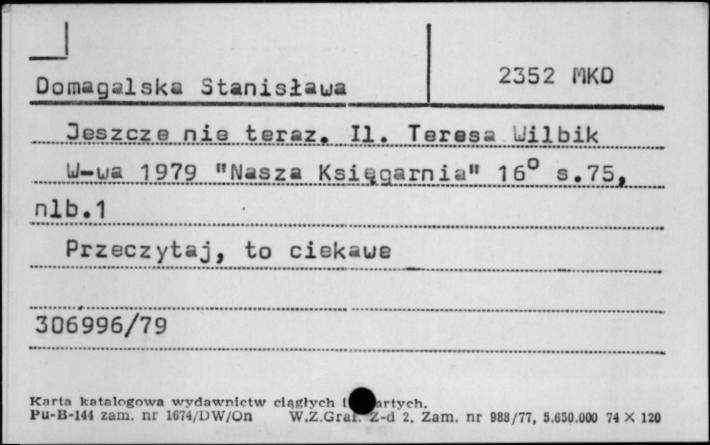 2352 MKD
Domagalska Stanisława
Jeszcze nie teraz. Il. Teresa Wilbik
W-wa 1979 "Nasza Księgarnia" 16° s.75,
nlb.1
Przeczytaj, to ciekawe
306996/79
Karta katalogowa wydawnictw ciągłych i
Pu-B-144 zam. nr 1674/DW/On W.Z.Graf. Z-d 2, Zam. nr 988/77, 5.650.000 74 X 120